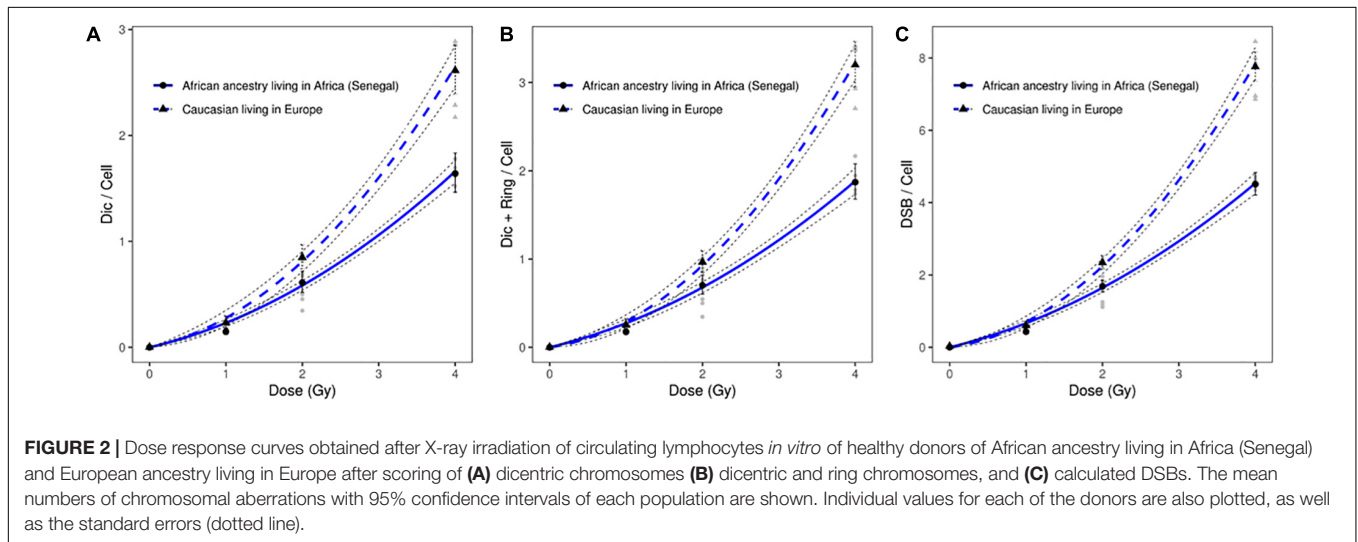 A
3
2
1
0
Dic / Cell
African ancestry living in Africa (Senegal)
Caucasian living in Europe
0 1 2 3 4
Dose (Gy)
B
3
2
1
0
Dic + Ring / Cell
African ancestry living in Africa (Senegal)
Caucasian living in Europe
0 1 2 3 4
Dose (Gy)
C
8
6
4
2
0
DSB / Cell
African ancestry living in Africa (Senegal)
Caucasian living in Europe
0 1 2 3 4
Dose (Gy)
FIGURE 2 | Dose response curves obtained after X-ray irradiation of circulating lymphocytes in vitro of healthy donors of African ancestry living in Africa (Senegal)
and European ancestry living in Europe after scoring of (A) dicentric chromosomes (B) dicentric and ring chromosomes, and (C) calculated DSBs. The mean
numbers of chromosomal aberrations with 95% confidence intervals of each population are shown. Individual values for each of the donors are also plotted, as well
as the standard errors (dotted line).